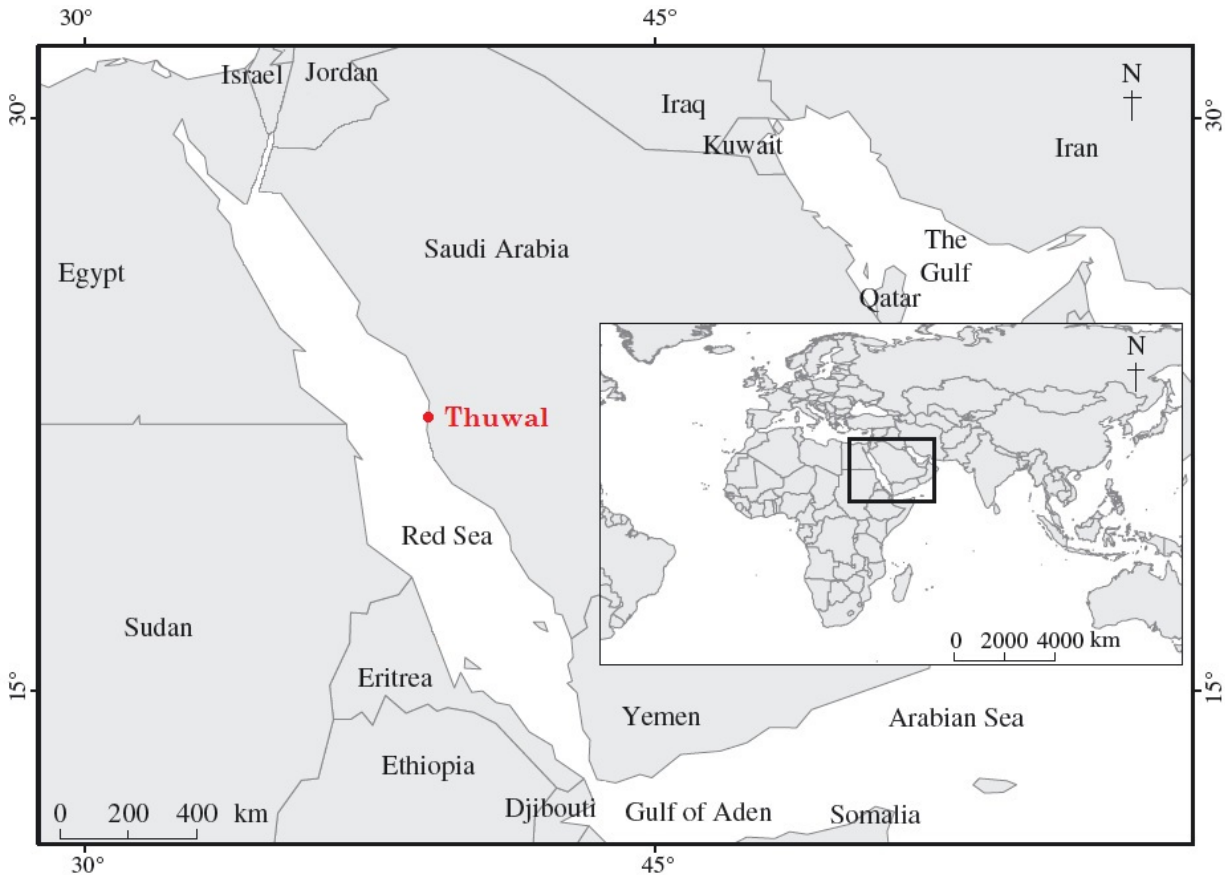 30°
45°
Israel
Jordan
N
30°
30°
Iraq
Kuwait
Iran
Saudi Arabia
The
Gulf
Egypt
Qatar
N
Thuwal
Red Sea
Sudan
0 2000 4000 km
Eritrea
15°
15°
Yemen
Arabian Sea
Ethiopia
Djibouti
Gulf of Aden
Somalia
0 200 400 km
30°
45°